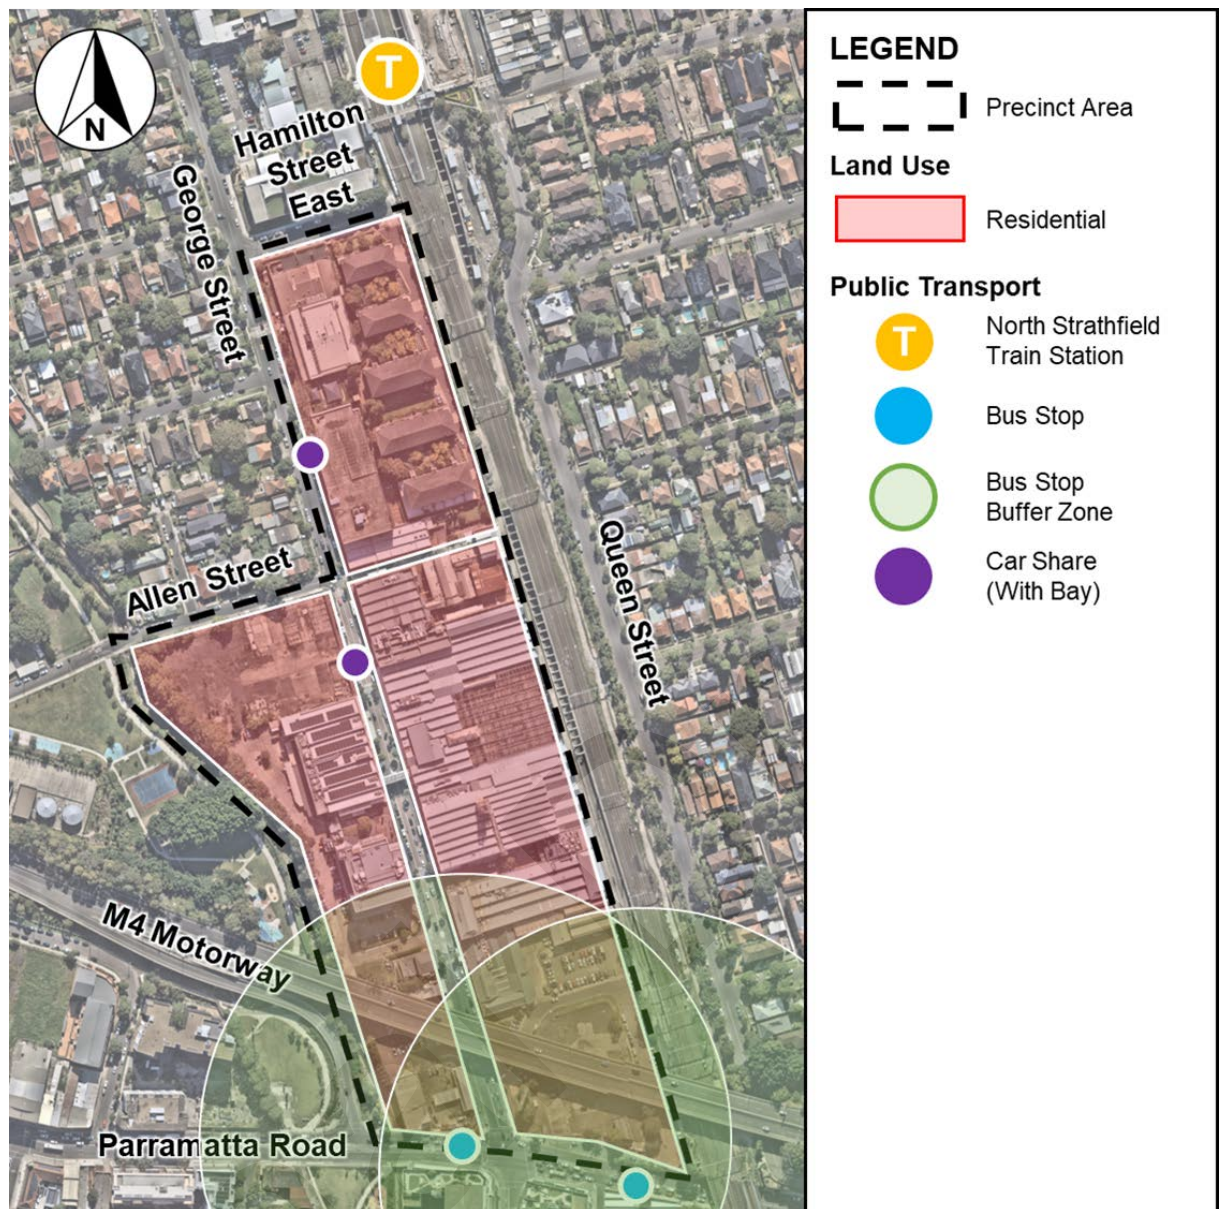 N
T
Hamilton
Street
East
George Street
Allen Street
Queen Street
M4 Motorway
Parramatta Road
LEGEND
Precinct Area
Land Use
Residential
Public Transport
T
North Strathfield
Train Station
Bus Stop
Bus Stop
Buffer Zone
Car Share
(With Bay)